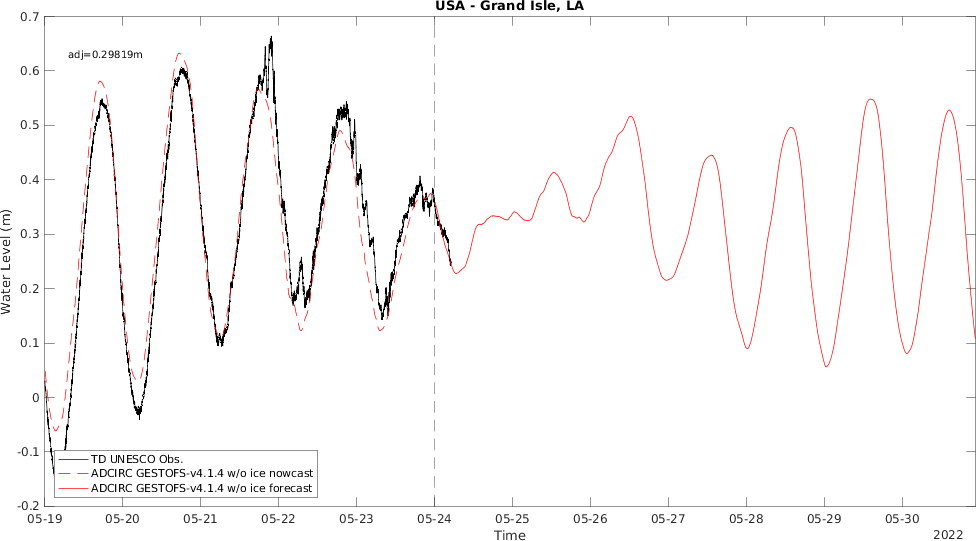 USA - Grand Isle, LA
adj=0.29819m
0.7
0.6
0.5
0.4
0.3
0.2
0.1
0
-0.1
-0.2
Water Level (m)
TD UNESCO Obs.
ADCIRC GESTOFS-v4.1.4 w/o ice nowcast
ADCIRC GESTOFS-v4.1.4 w/o ice forecast
05-19 05-20 05-21 05-22 05-23 05-24 05-25 05-26 05-27 05-28 05-29 05-30
Time
2022